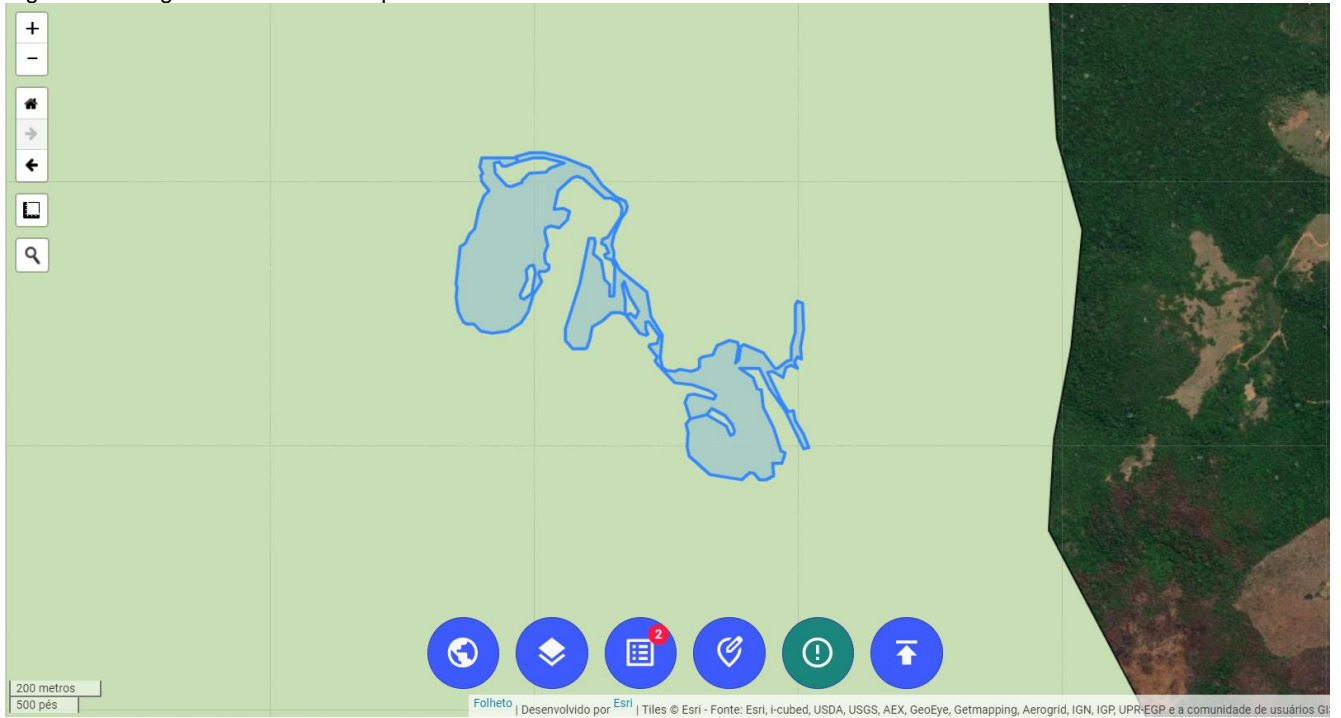 +
−
2
200 metros
500 pés
Folheto | Desenvolvido por Esri | Tiles © Esri - Fonte: Esri, i-cubed, USDA, USGS, AEX, GeoEye, Getmapping, Aerogrid, IGN, IGP, UPR-EGP e a comunidade de usuários GI